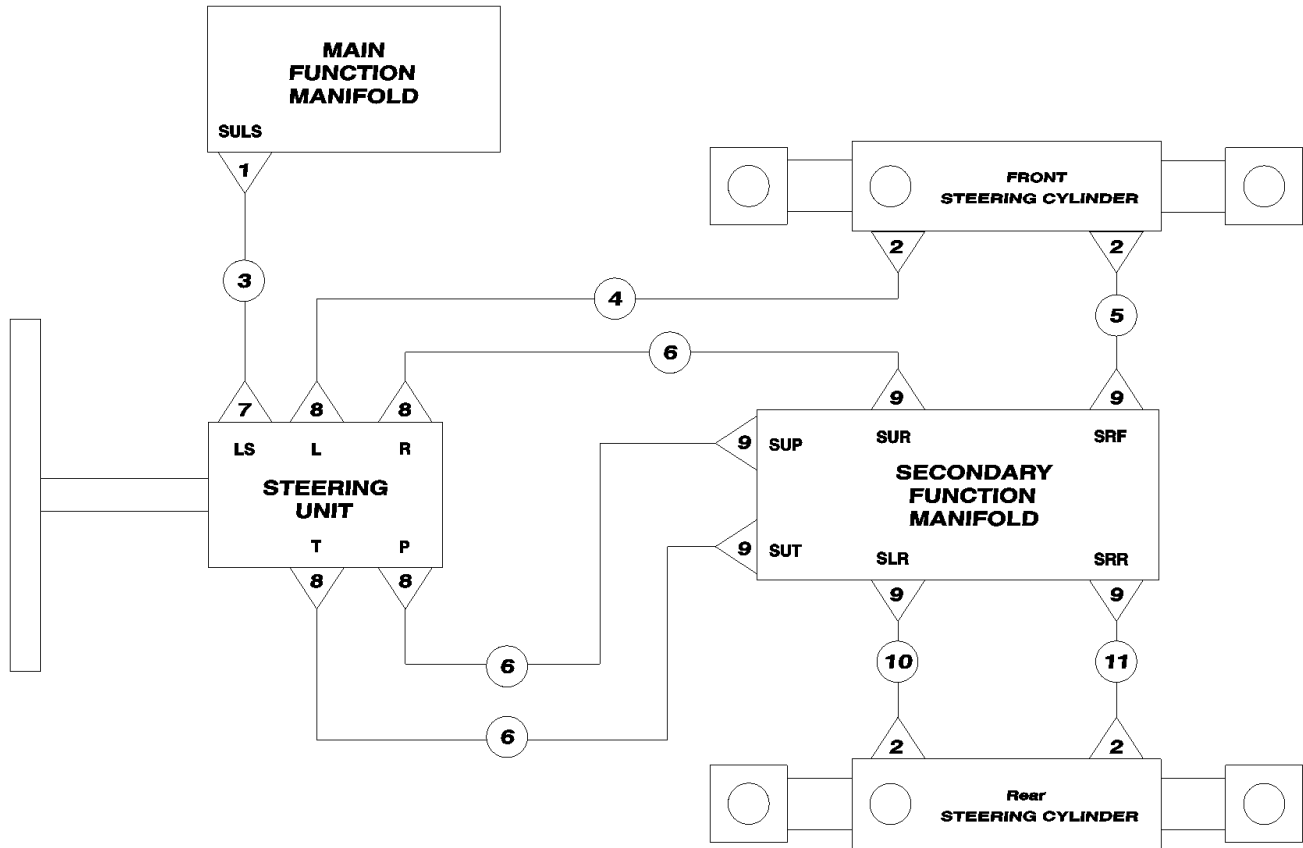 MAIN
FUNCTION
MANIFOLD
SULS
1
FRONT
STEERING CYLINDER
2 2
3
4
5
6
7 8 8
9 9
LS L R
9 SUP
SUR SRF
STEERING
UNIT
SECONDARY
FUNCTION
MANIFOLD
T P
9 SUT
SLR SRR
8 8
9 9
6
10 11
6
2 2
Rear
STEERING CYLINDER